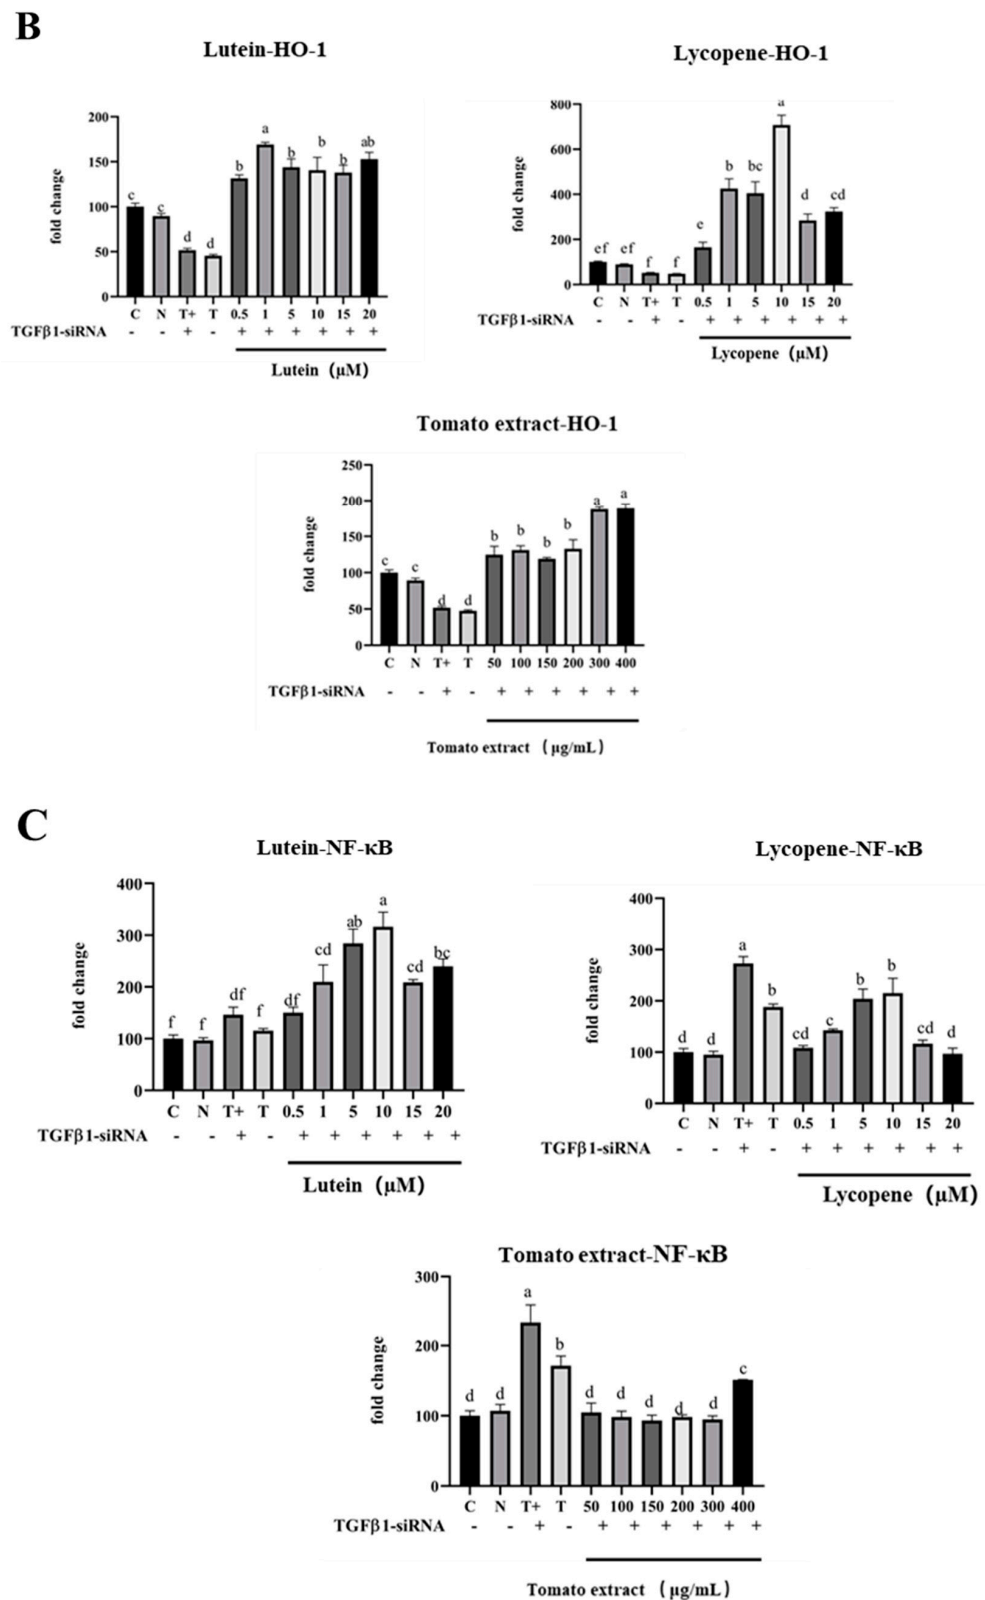 B
Lutein-HO-1
200
150
100
50
0
fold change
c c d d b a b b b ab
C N T+ T 0.5 1 5 10 15 20
TGFβ1-siRNA - - + - + + + + + +
Lutein (μM)
Lycopene-HO-1
800
600
400
200
0
fold change
ef ef f f e b bc a d cd
C N T+ T 0.5 1 5 10 15 20
TGFβ1-siRNA - - + - + + + + + +
Lycopene (μM)
Tomato extract-HO-1
250
200
150
100
50
0
fold change
c c d d b b b b a a
C N T+ T 50 100 150 200 300 400
TGFβ1-siRNA - - + - + + + + + +
Tomato extract (μg/mL)
C
Lutein-NF-κB
400
300
200
100
0
fold change
f f df f df cd ab a cd bc
C N T+ T 0.5 1 5 10 15 20
TGFβ1-siRNA - - + - + + + + + +
Lutein (μM)
Lycopene-NF-κB
400
300
200
100
0
fold change
d d a b cd c b b cd d
C N T+ T 0.5 1 5 10 15 20
TGFβ1-siRNA - - + - + + + + + +
Lycopene (μM)
Tomato extract-NF-κB
300
200
100
0
fold change
d d a b d d d d d c
C N T+ T 50 100 150 200 300 400
TGFβ1-siRNA - - + - + + + + + +
Tomato extract (μg/mL)